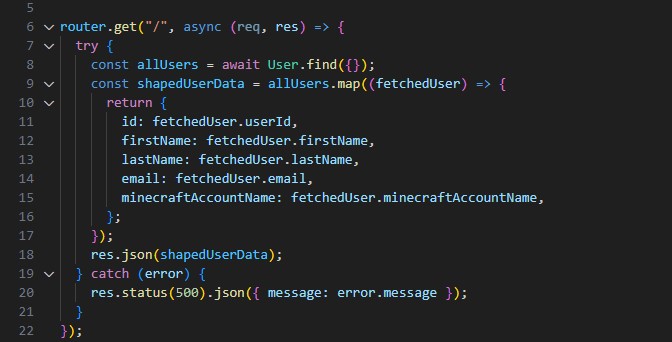 5
6 router.get("/", async (req, res) => {
7   try {
8     const allUsers = await User.find({});
9     const shapedUserData = allUsers.map((fetchedUser) => {
10       return {
11         id: fetchedUser.userId,
12         firstName: fetchedUser.firstName,
13         lastName: fetchedUser.lastName,
14         email: fetchedUser.email,
15         minecraftAccountName: fetchedUser.minecraftAccountName,
16       };
17     });
18     res.json(shapedUserData);
19   } catch (error) {
20     res.status(500).json({ message: error.message });
21   }
22 });